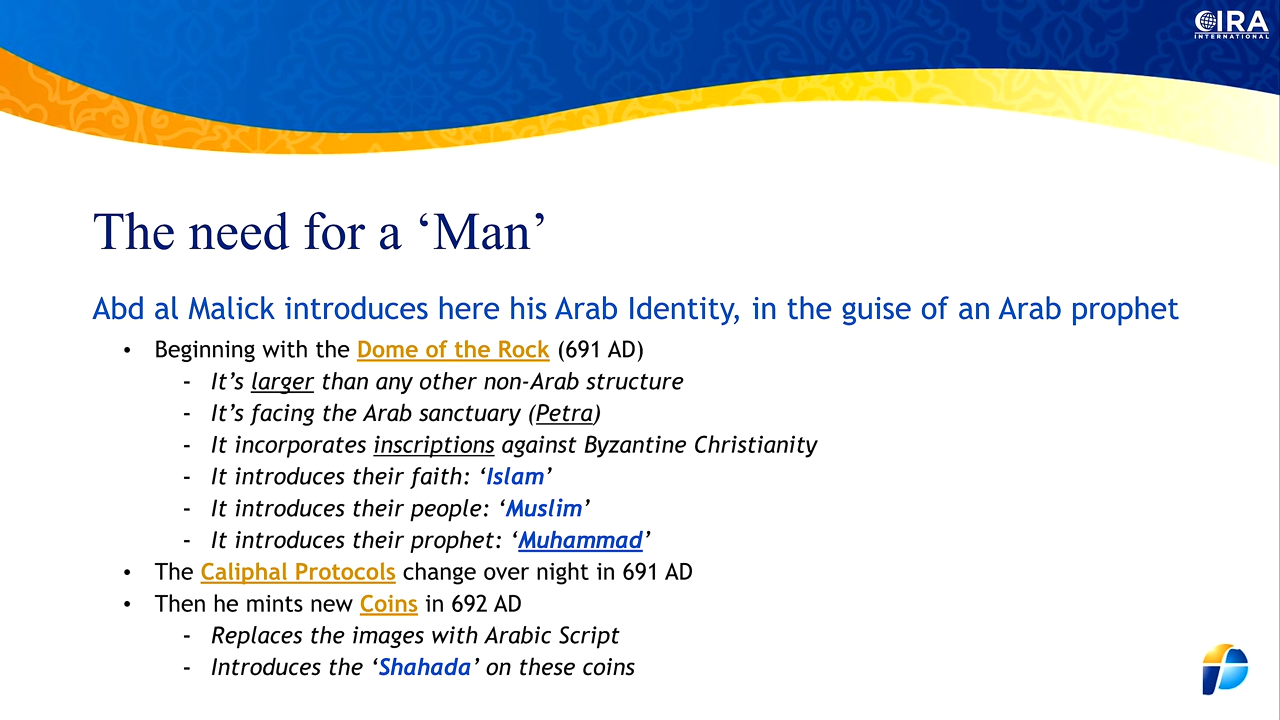 CIRA
INTERNATIONAL
The need for a ‘Man’
Abd al Malick introduces here his Arab Identity, in the guise of an Arab prophet
• Beginning with the Dome of the Rock (691 AD)
- It’s larger than any other non-Arab structure
- It’s facing the Arab sanctuary (Petra)
- It incorporates inscriptions against Byzantine Christianity
- It introduces their faith: ‘Islam’
- It introduces their people: ‘Muslim’
- It introduces their prophet: ‘Muhammad’
• The Caliphal Protocols change over night in 691 AD
• Then he mints new Coins in 692 AD
- Replaces the images with Arabic Script
- Introduces the ‘Shahada’ on these coins